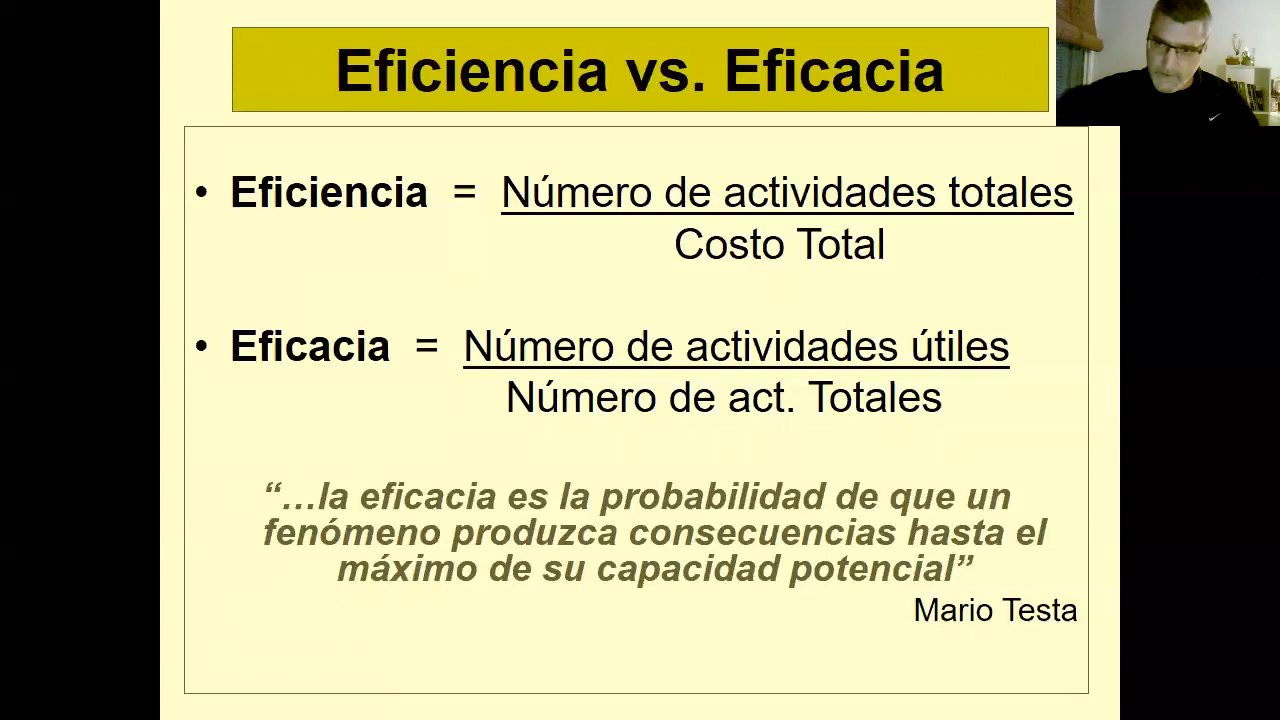 Eficiencia vs. Eficacia
• Eficiencia = Número de actividades totales
Costo Total
• Eficacia = Número de actividades útiles
Número de act. Totales
“…la eficacia es la probabilidad de que un
fenómeno produzca consecuencias hasta el
máximo de su capacidad potencial”
Mario Testa